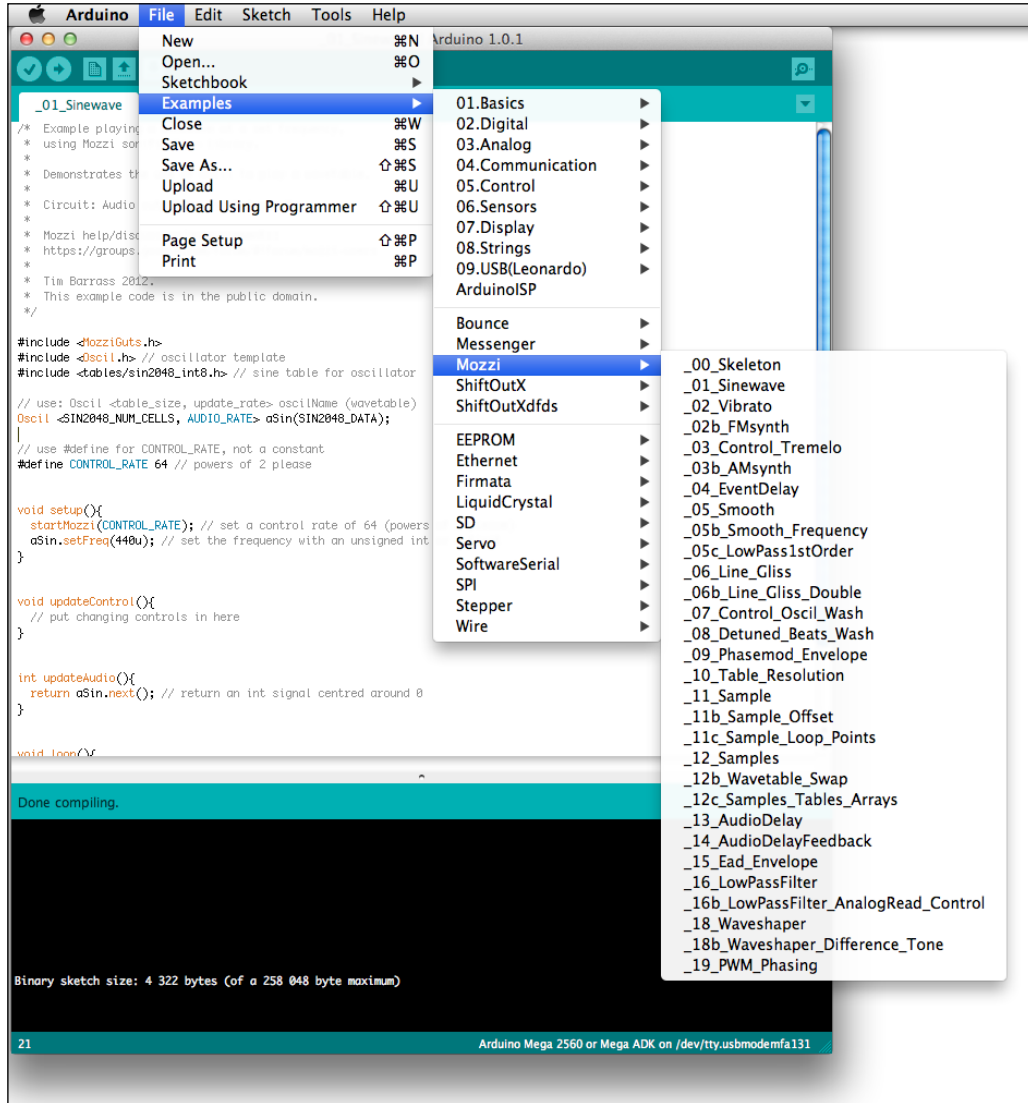 Arduino File Edit Sketch Tools Help
Arduino 1.0.1
New ⌘N
Open... ⌘O
Sketchbook
Examples
Close ⌘W
Save ⌘S
Save As... ⇧⌘S
Upload ⌘U
Upload Using Programmer ⇧⌘U
Page Setup ⇧⌘P
Print ⌘P
01.Basics
02.Digital
03.Analog
04.Communication
05.Control
06.Sensors
07.Display
08.Strings
09.USB(Leonardo)
ArduinoISP
Bounce
Messenger
Mozzi
ShiftOutX
ShiftOutXdfds
EEPROM
Ethernet
Firmata
LiquidCrystal
SD
Servo
SoftwareSerial
SPI
Stepper
Wire
_00_Skeleton
_01_Sinewave
_02_Vibrato
_02b_FMsynth
_03_Control_Tremelo
_03b_AMsynth
_04_EventDelay
_05_Smooth
_05b_Smooth_Frequency
_05c_LowPass1stOrder
_06_Line_Gliss
_06b_Line_Gliss_Double
_07_Control_Oscil_Wash
_08_Detuned_Beats_Wash
_09_Phasemod_Envelope
_10_Table_Resolution
_11_Sample
_11b_Sample_Offset
_11c_Sample_Loop_Points
_12_Samples
_12b_Wavetable_Swap
_12c_Samples_Tables_Arrays
_13_AudioDelay
_14_AudioDelayFeedback
_15_Ead_Envelope
_16_LowPassFilter
_16b_LowPassFilter_AnalogRead_Control
_18_Waveshaper
_18b_Waveshaper_Difference_Tone
_19_PWM_Phasing
_01_Sinewave
/* Example playing
* using Mozzi
*
* Demonstrates
*
* Circuit: Audio
*
* Mozzi
* https://groups.
*
* Tim Barrass 2012.
* This example code is in the public domain.
*/
#include <MozziGuts.h>
#include <Oscil.h> // oscillator template
#include <tables/sin2048_int8.h> // sine table for oscillator
// use: Oscil <table_size, update_rate> oscilName (wavetable)
Oscil <SIN2048_NUM_CELLS, AUDIO_RATE> aSin(SIN2048_DATA);
// use #define for CONTROL_RATE, not a constant
#define CONTROL_RATE 64 // powers of 2 please
void setup(){
startMozzi(CONTROL_RATE); // set a control rate of 64 (powers
aSin.setFreq(440u); // set the frequency with an unsigned int
}
void updateControl(){
// put changing controls in here
}
int updateAudio(){
return aSin.next(); // return an int signal centred around 0
}
void loop(){
Done compiling.
Binary sketch size: 4 322 bytes (of a 258 048 byte maximum)
21 Arduino Mega 2560 or Mega ADK on /dev/tty.usbmodemfa131